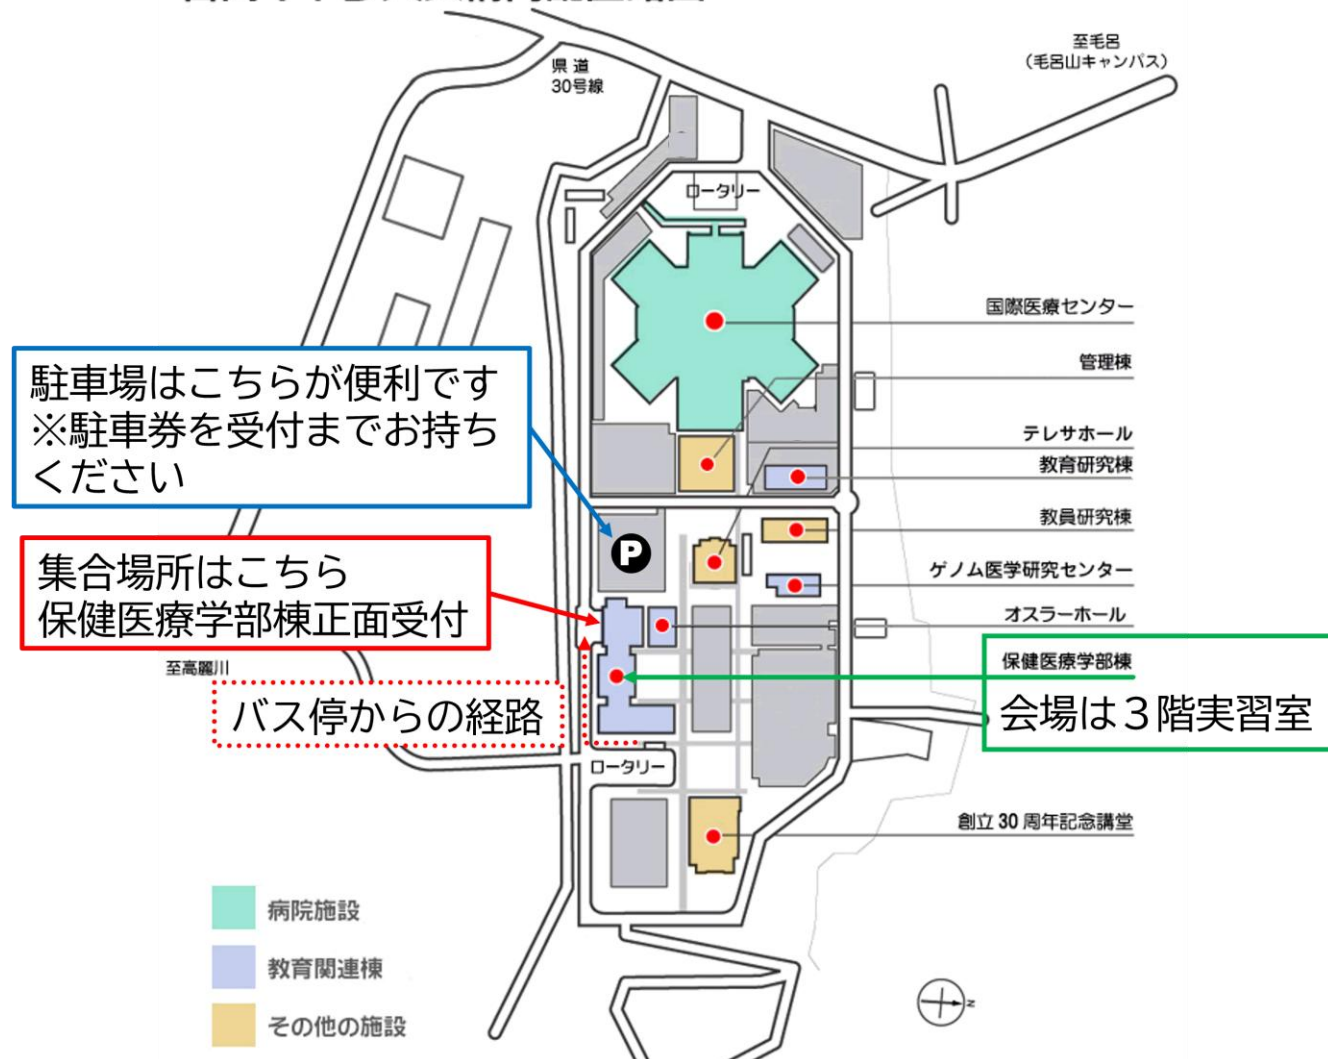 至毛呂
(毛呂山キャンパス)
県道
30号線
ロータリー
国際医療センター
管理棟
駐車場はこちらが便利です
※駐車券を受付までお持ち
ください
テレサホール
教育研究棟
教員研究棟
P
集合場所はこちら
保健医療学部棟正面受付
ゲノム医学研究センター
オスラーホール
保健医療学部棟
至高麗川
バス停からの経路
会場は3階実習室
ロータリー
創立30周年記念講堂
病院施設
教育関連棟
その他の施設
N